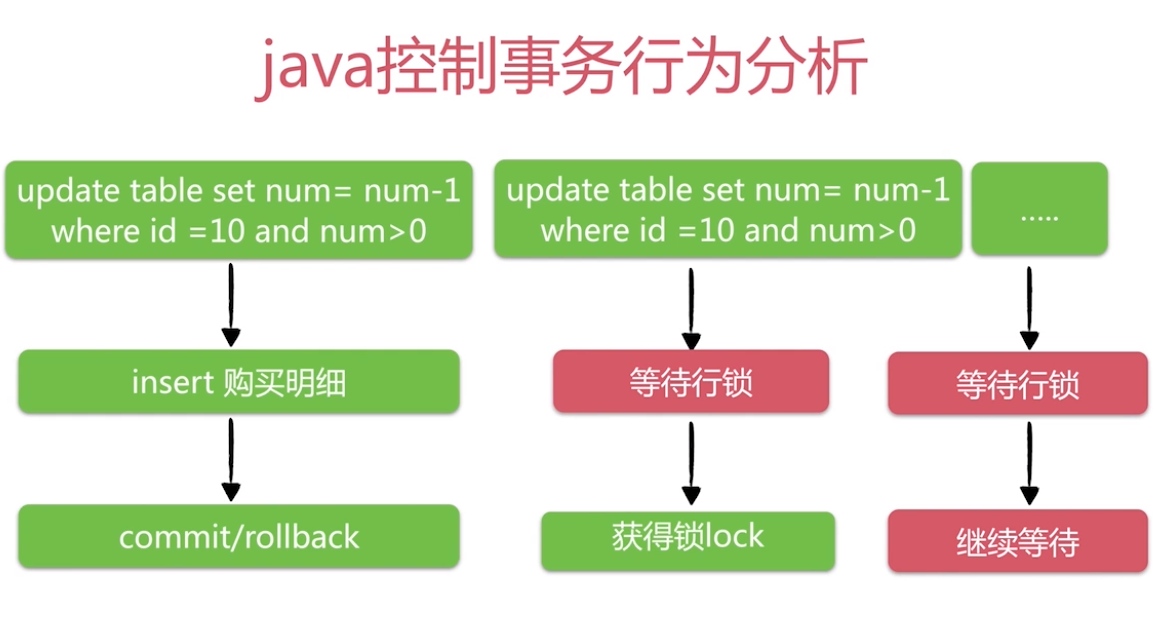 java控制事务行为分析
update table set num= num-1
where id =10 and num>0
update table set num= num-1
where id =10 and num>0
.....
insert 购买明细
等待行锁
等待行锁
commit/rollback
获得锁lock
继续等待